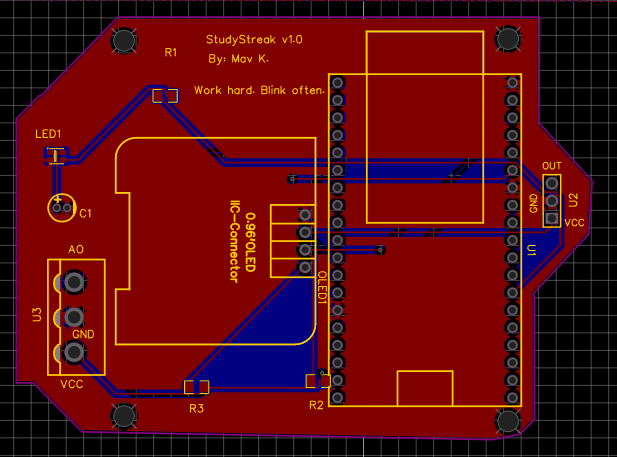 StudyStreak v1.0
By: Mav K.
R1
Work hard. Blink often.
LED1
C1
OUT
GND
U2
VCC
0.96'OLED
IIC-Connector
OLED1
U1
AO
U3
GND
VCC
R3
R2